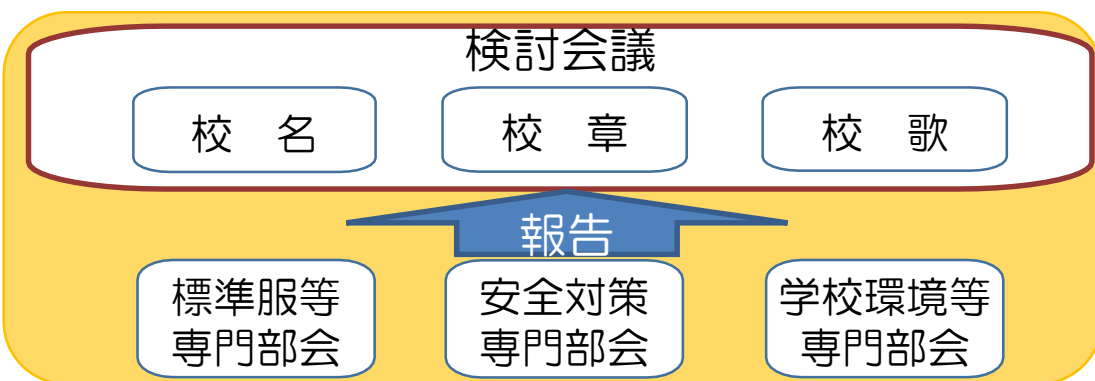 検討会議
校　名
校　章
校　歌
報告
標準服等
専門部会
安全対策
専門部会
学校環境等
専門部会